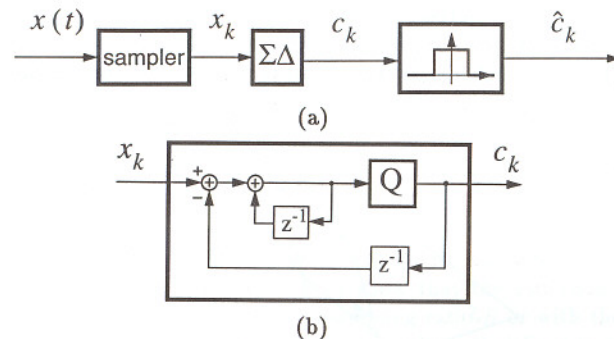 x(t) x_k c_k ĉ_k
sampler ΣΔ
(a)
x_k c_k
+ + + Q
−
z⁻¹
z⁻¹
(b)